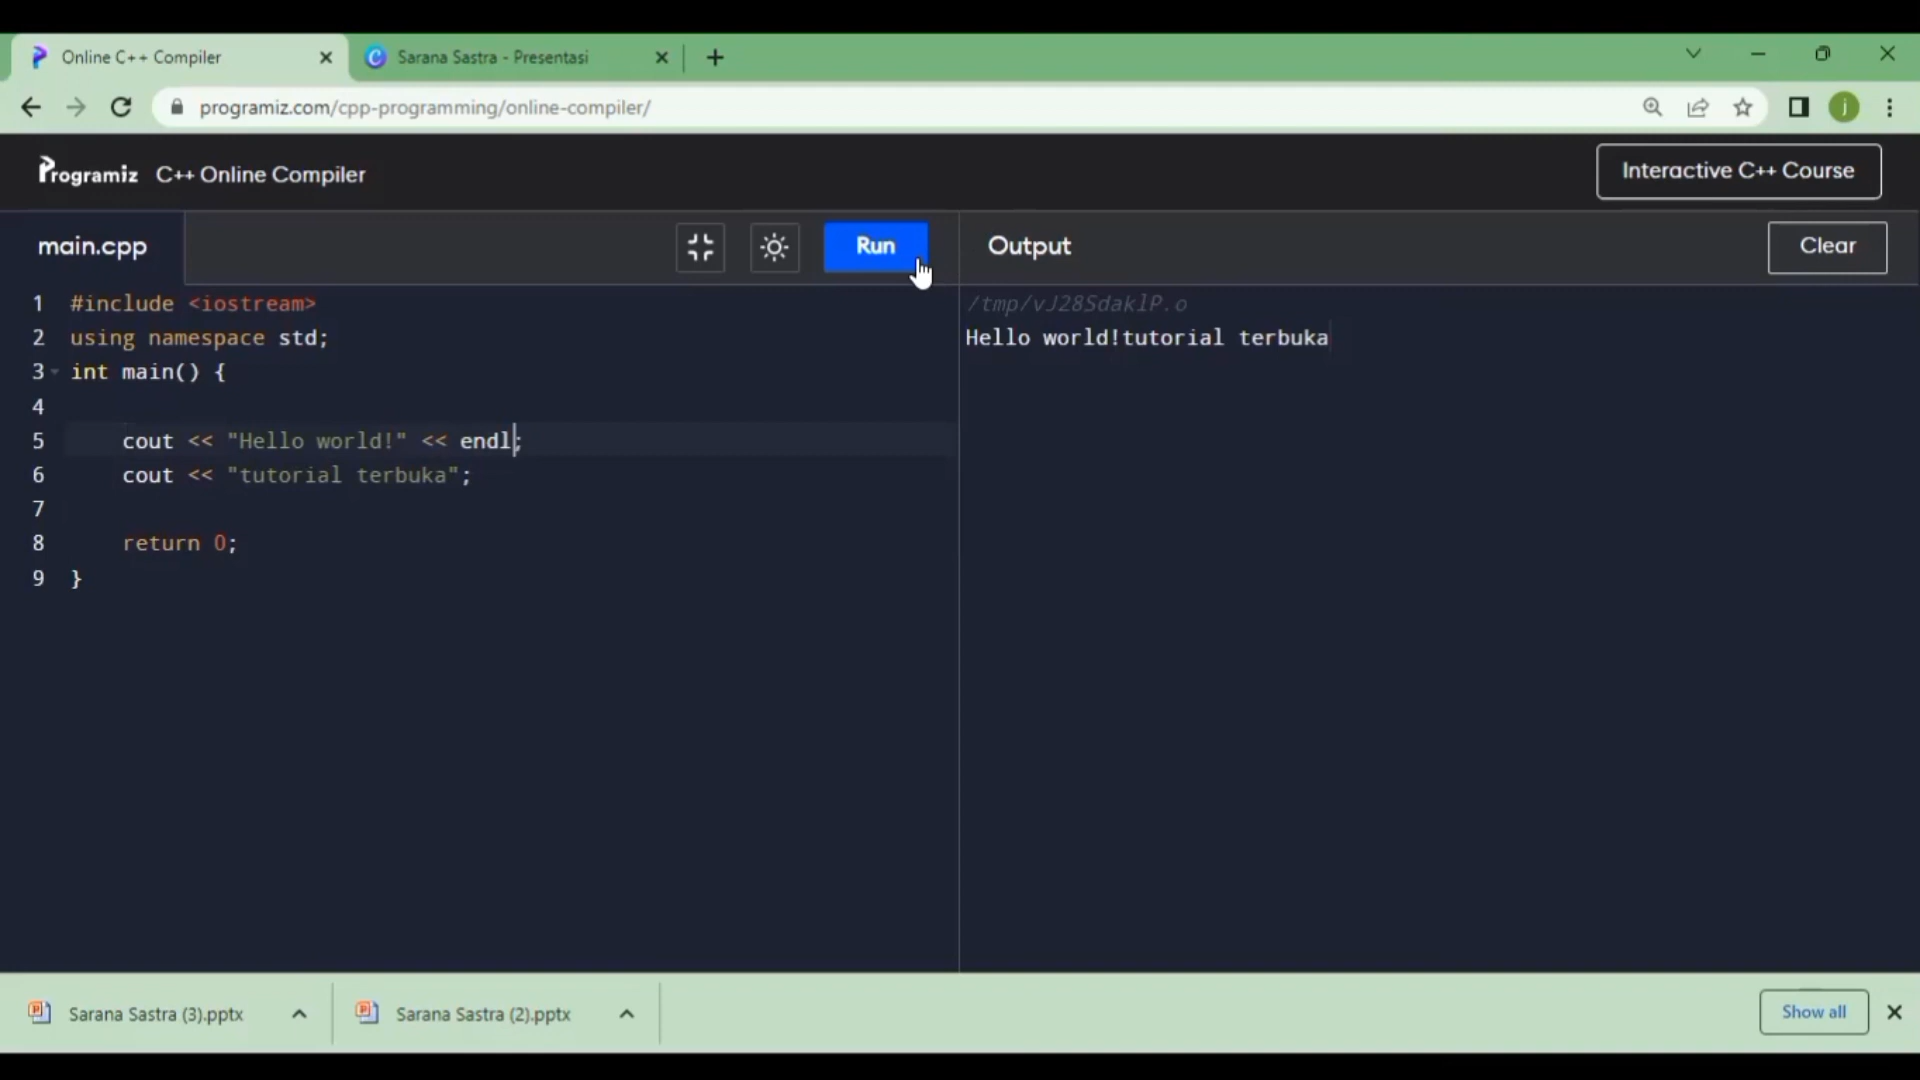 Online C++ Compiler
Sarana Sastra - Presentasi
programiz.com/cpp-programming/online-compiler/
j
Programiz C++ Online Compiler
Interactive C++ Course
main.cpp
Run
Output
Clear
1 #include <iostream>
2 using namespace std;
3 int main() {
4
5 cout << "Hello world!" << endl;
6 cout << "tutorial terbuka";
7
8 return 0;
9 }
/tmp/vJ28SdaklP.o
Hello world!tutorial terbuka
Sarana Sastra (3).pptx
Sarana Sastra (2).pptx
Show all